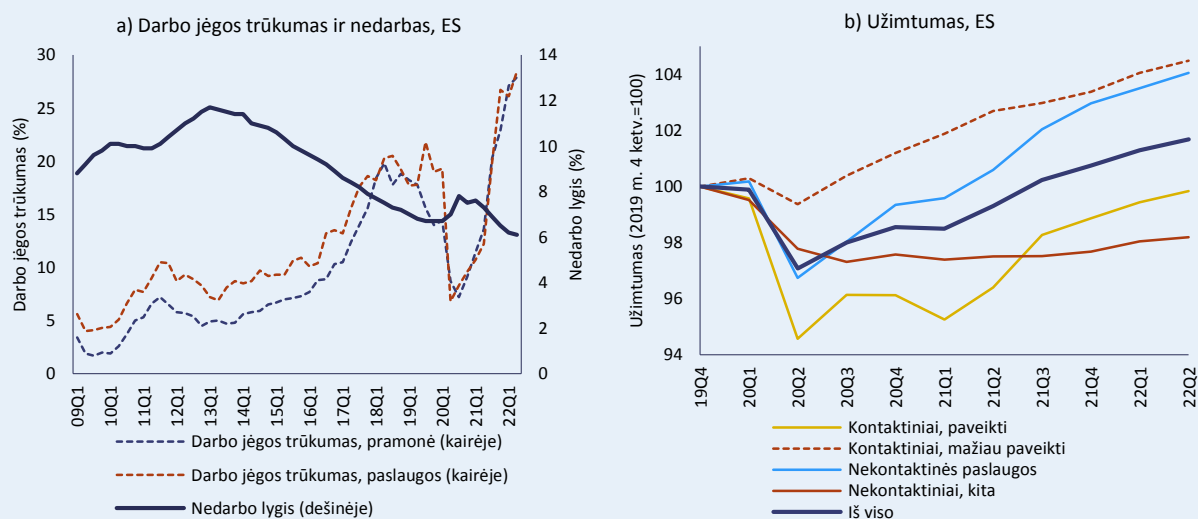 a) Darbo jėgos trūkumas ir nedarbas, ES
Darbo jėgos trūkumas (%)
30
25
20
15
10
5
0
14
12
10
8
6
4
2
0
Nedarbo lygis (%)
09Q1
10Q1
11Q1
12Q1
13Q1
14Q1
15Q1
16Q1
17Q1
18Q1
19Q1
20Q1
21Q1
22Q1
Darbo jėgos trūkumas, pramonė (kairėje)
Darbo jėgos trūkumas, paslaugos (kairėje)
Nedarbo lygis (dešinėje)
b) Užimtumas, ES
Užimtumas (2019 m. 4 ketv.=100)
104
102
100
98
96
94
19Q4
20Q1
20Q2
20Q3
20Q4
21Q1
21Q2
21Q3
21Q4
22Q1
22Q2
Kontaktiniai, paveikti
Kontaktiniai, mažiau paveikti
Nekontaktinės paslaugos
Nekontaktiniai, kita
Iš viso